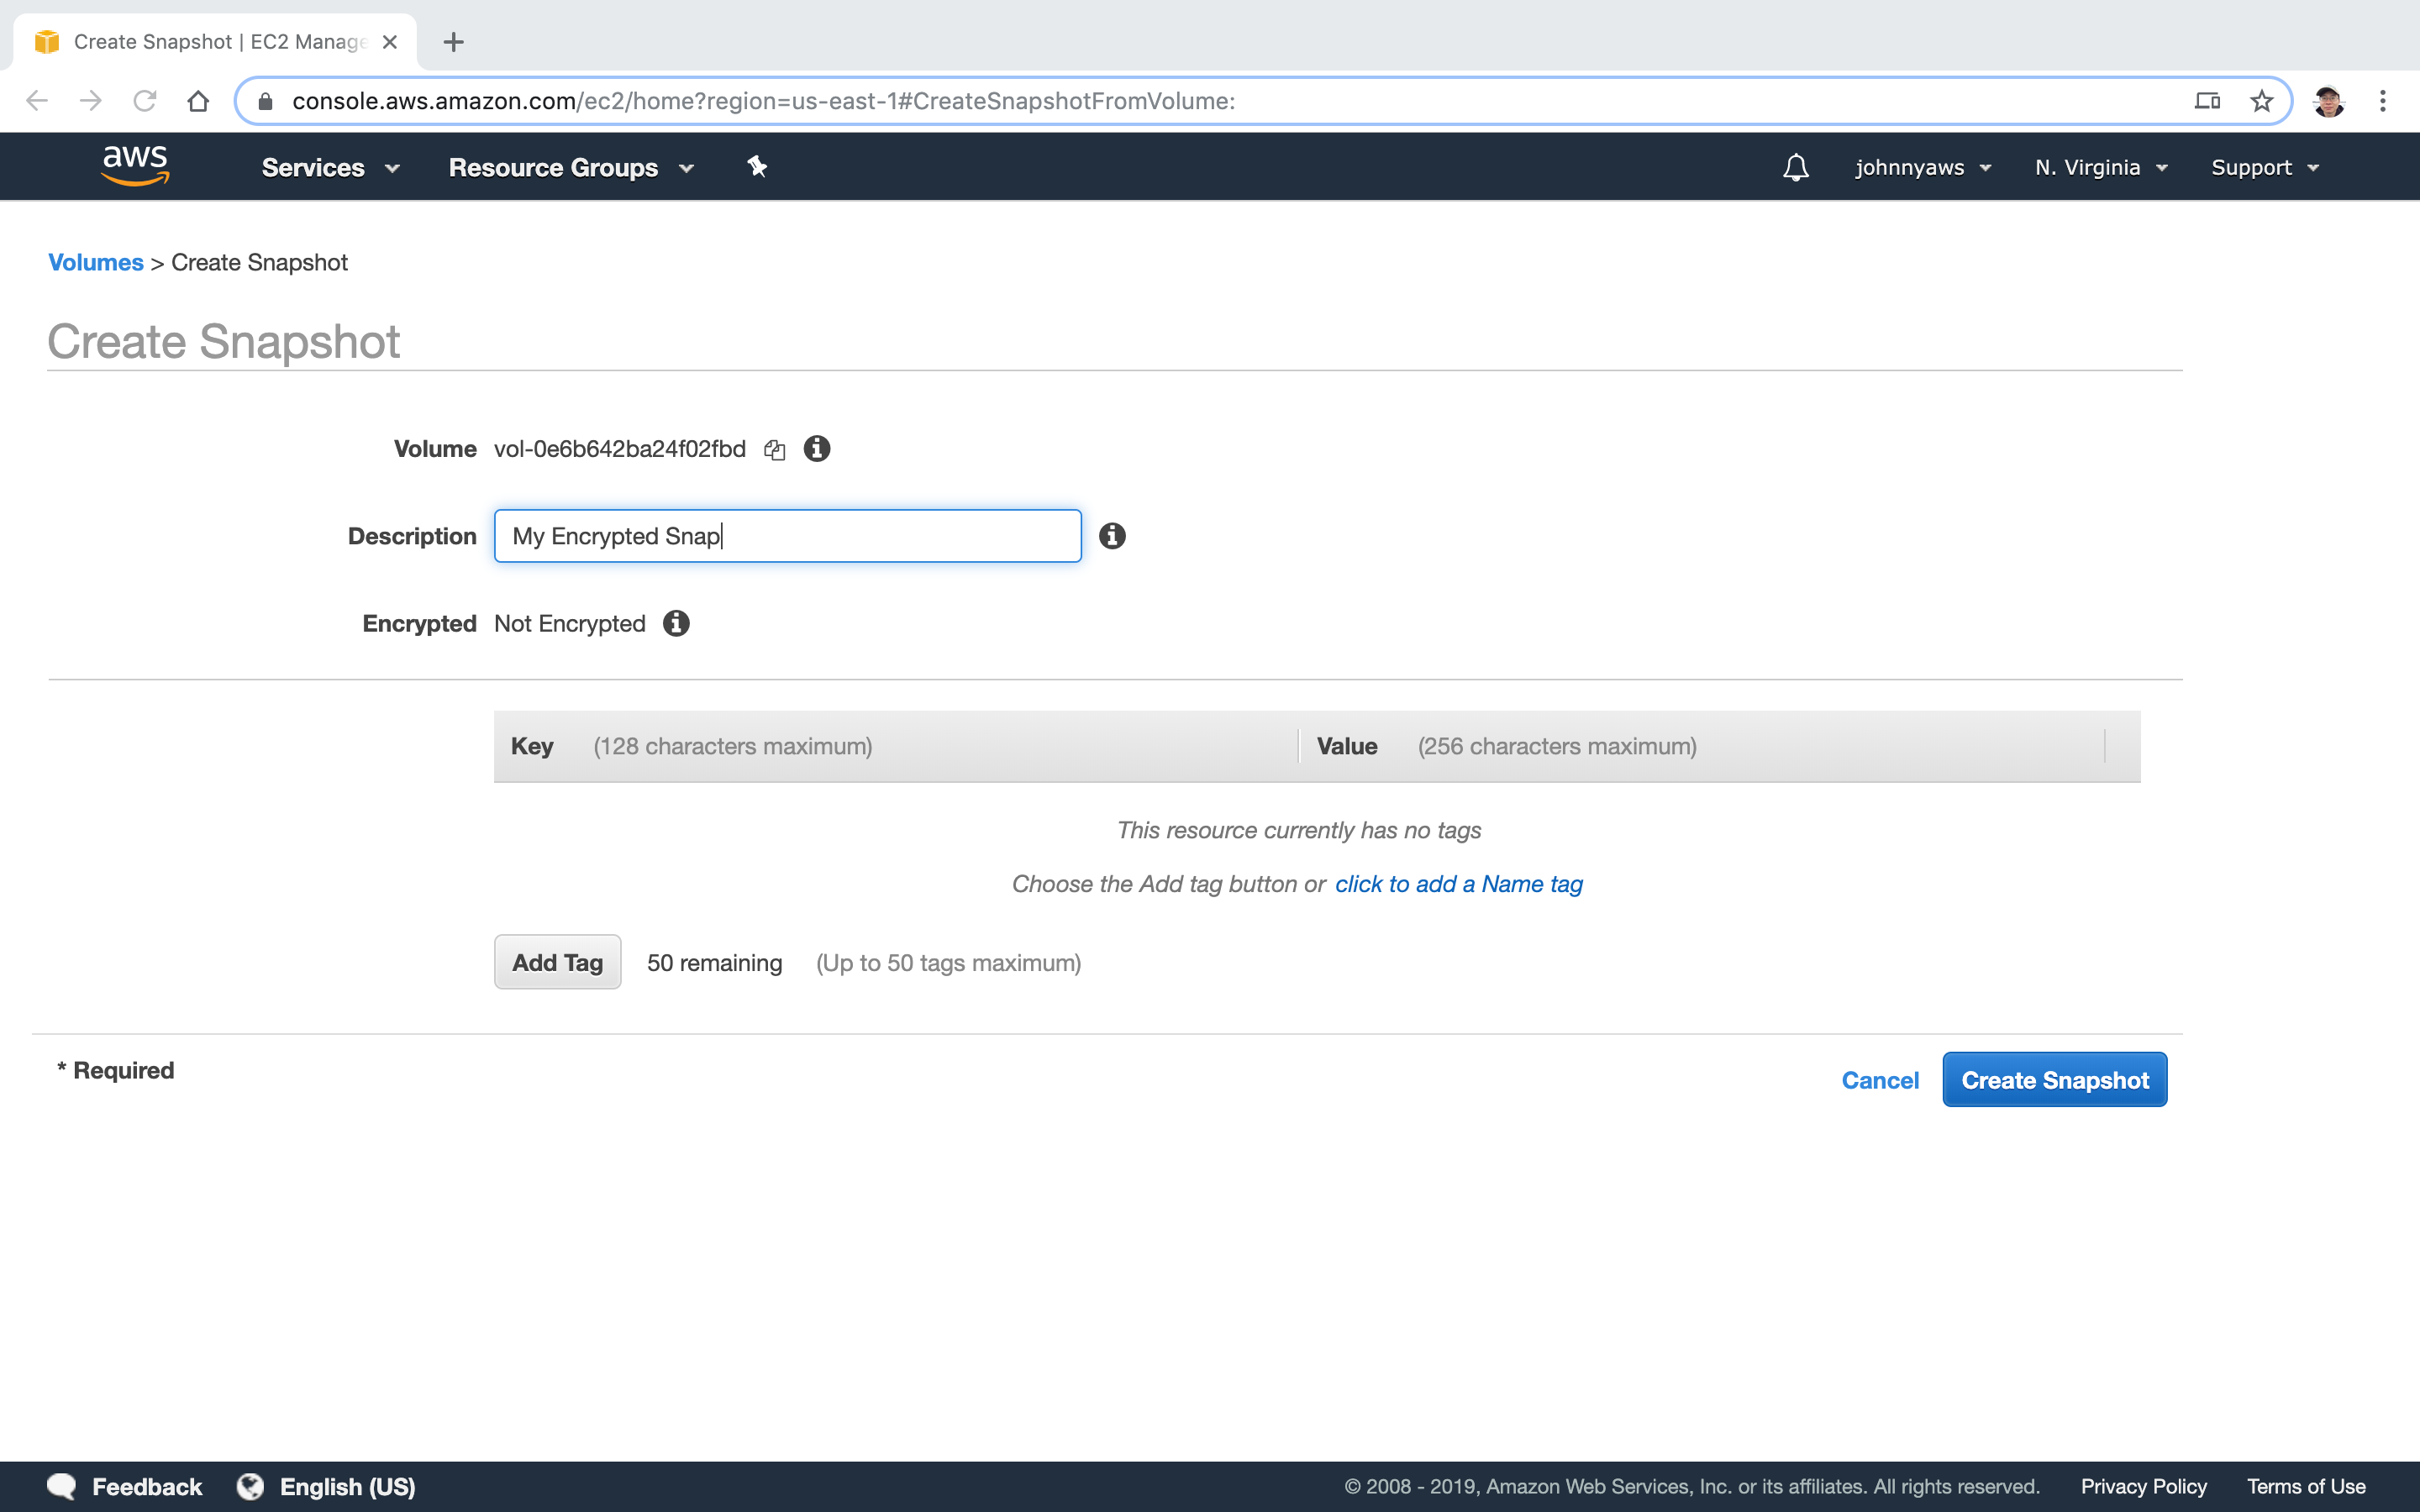 Create Snapshot | EC2 Manage
console.aws.amazon.com/ec2/home?region=us-east-1#CreateSnapshotFromVolume:
aws Services Resource Groups johnnyaws N. Virginia Support
Volumes > Create Snapshot
Create Snapshot
Volume vol-0e6b642ba24f02fbd
Description My Encrypted Snap
Encrypted Not Encrypted
Key (128 characters maximum) Value (256 characters maximum)
This resource currently has no tags
Choose the Add tag button or click to add a Name tag
Add Tag 50 remaining (Up to 50 tags maximum)
* Required
Cancel Create Snapshot
Feedback English (US) © 2008 - 2019, Amazon Web Services, Inc. or its affiliates. All rights reserved. Privacy Policy Terms of Use